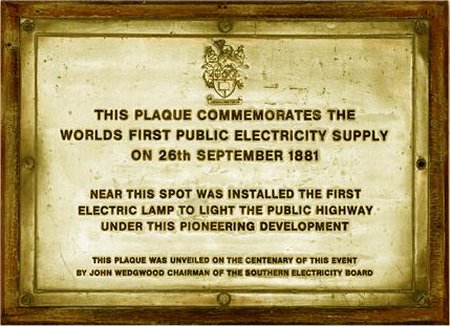 THIS PLAQUE COMMEMORATES THE
WORLDS FIRST PUBLIC ELECTRICITY SUPPLY
ON 26th SEPTEMBER 1881
NEAR THIS SPOT WAS INSTALLED THE FIRST
ELECTRIC LAMP TO LIGHT THE PUBLIC HIGHWAY
UNDER THIS PIONEERING DEVELOPMENT
THIS PLAQUE WAS UNVEILED ON THE CENTENARY OF THIS EVENT
BY JOHN WEDGWOOD CHAIRMAN OF THE SOUTHERN ELECTRICITY BOARD